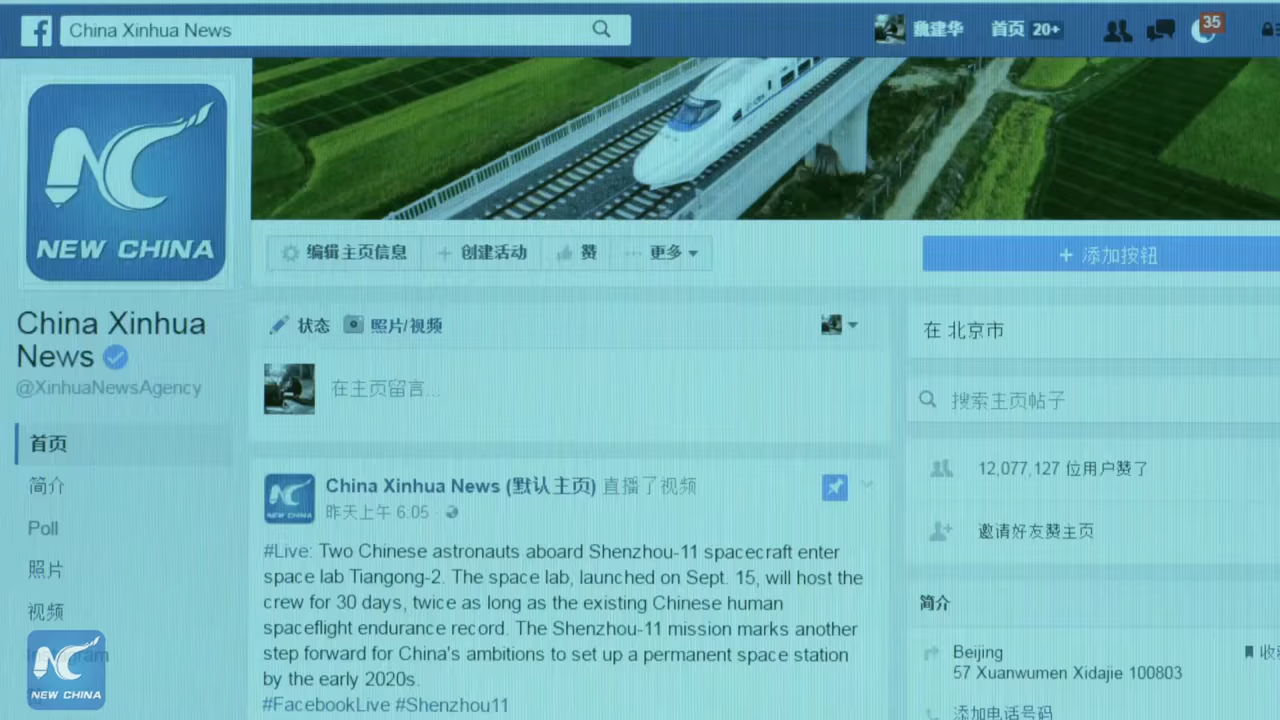 China Xinhua News
魏建华
首页 20+
35
NEW CHINA
编辑主页信息
创建活动
赞
更多
添加按钮
China Xinhua
News
@XinhuaNewsAgency
首页
简介
Poll
照片
视频
状态
照片/视频
在主页留言...
China Xinhua News (默认主页) 直播了视频
昨天上午 6:05
#Live: Two Chinese astronauts aboard Shenzhou-11 spacecraft enter
space lab Tiangong-2. The space lab, launched on Sept. 15, will host the
crew for 30 days, twice as long as the existing Chinese human
spaceflight endurance record. The Shenzhou-11 mission marks another
step forward for China's ambitions to set up a permanent space station
by the early 2020s.
#FacebookLive #Shenzhou11
NEW CHINA
在 北京市
搜索主页帖子
12,077,127 位用户赞了
邀请好友赞主页
简介
Beijing
57 Xuanwumen Xidajie 100803
添加电话号码
NEW CHINA